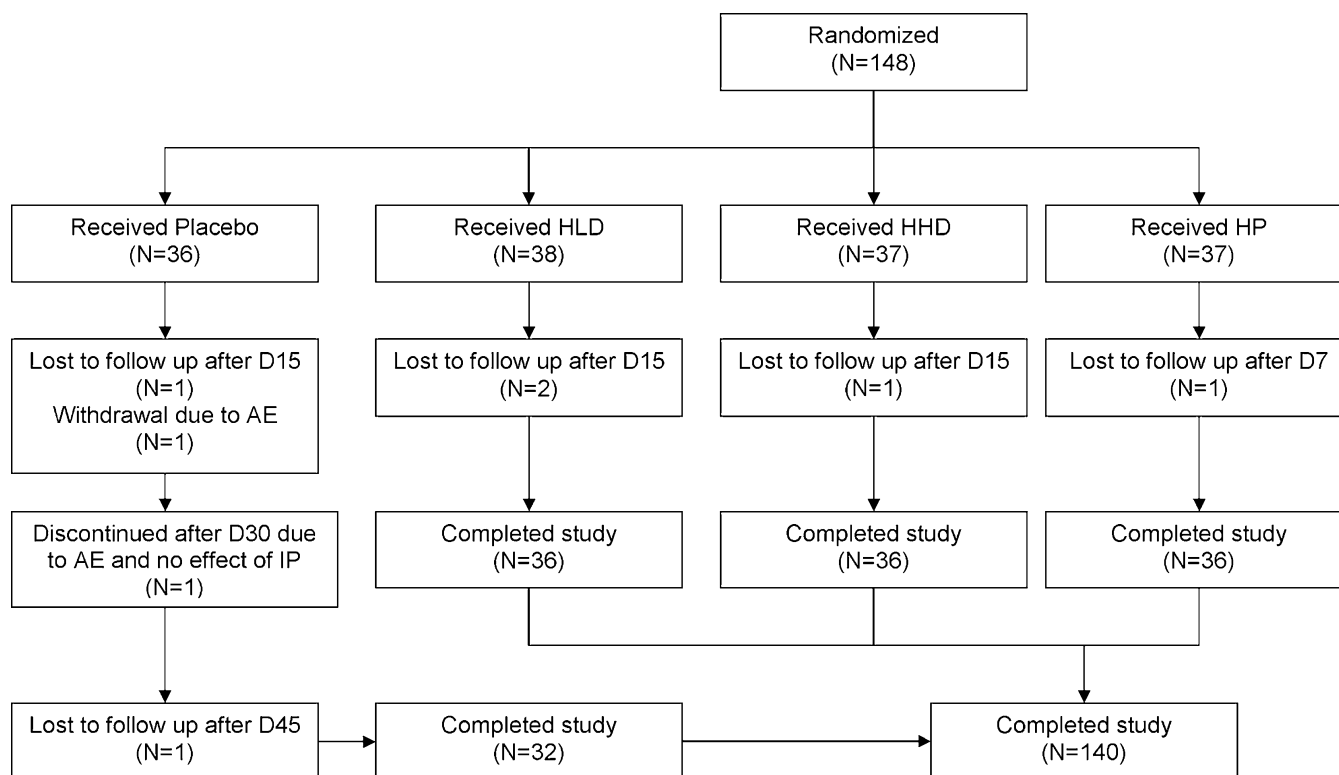 Randomized
(N=148)
Received Placebo
(N=36)
Received HLD
(N=38)
Received HHD
(N=37)
Received HP
(N=37)
Lost to follow up after D15
(N=1)
Withdrawal due to AE
(N=1)
Lost to follow up after D15
(N=2)
Lost to follow up after D15
(N=1)
Lost to follow up after D7
(N=1)
Discontinued after D30 due
to AE and no effect of IP
(N=1)
Completed study
(N=36)
Completed study
(N=36)
Completed study
(N=36)
Lost to follow up after D45
(N=1)
Completed study
(N=32)
Completed study
(N=140)